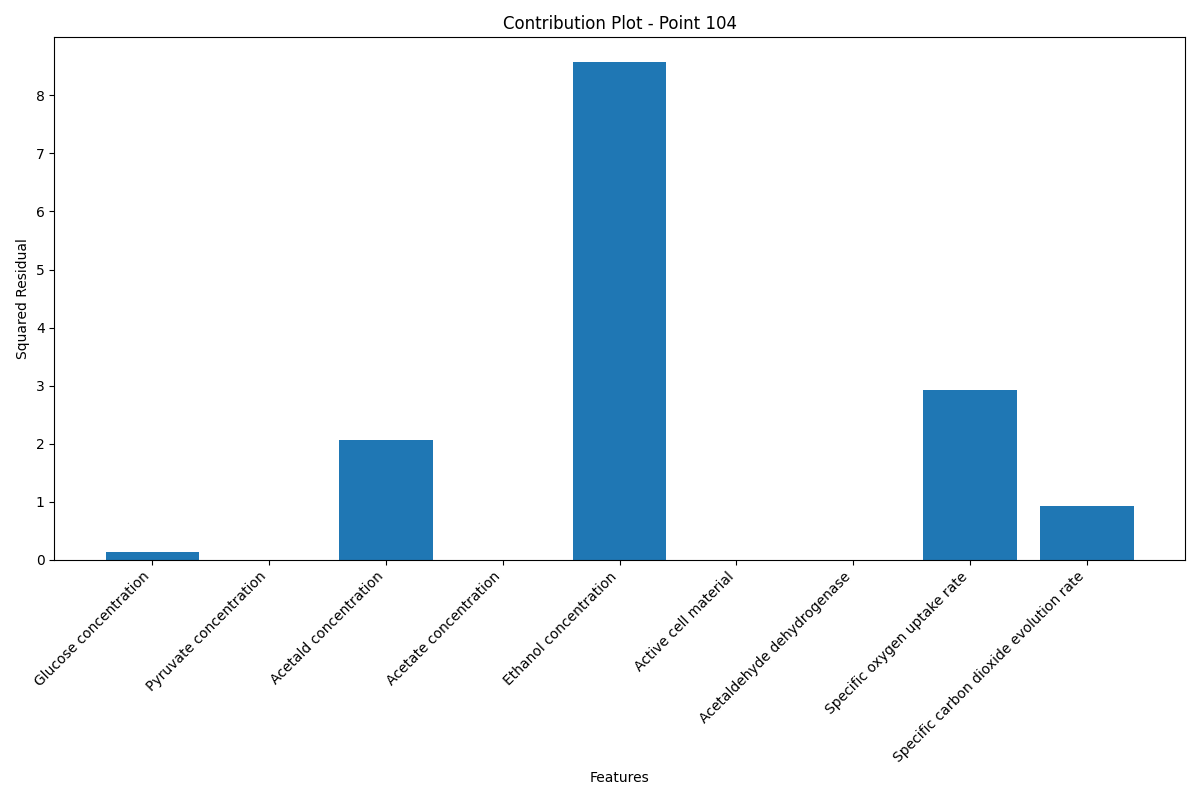 Contribution Plot - Point 104
Squared Residual
8
7
6
5
4
3
2
1
0
Glucose concentration
Pyruvate concentration
Acetald concentration
Acetate concentration
Ethanol concentration
Active cell material
Acetaldehyde dehydrogenase
Specific oxygen uptake rate
Specific carbon dioxide evolution rate
Features